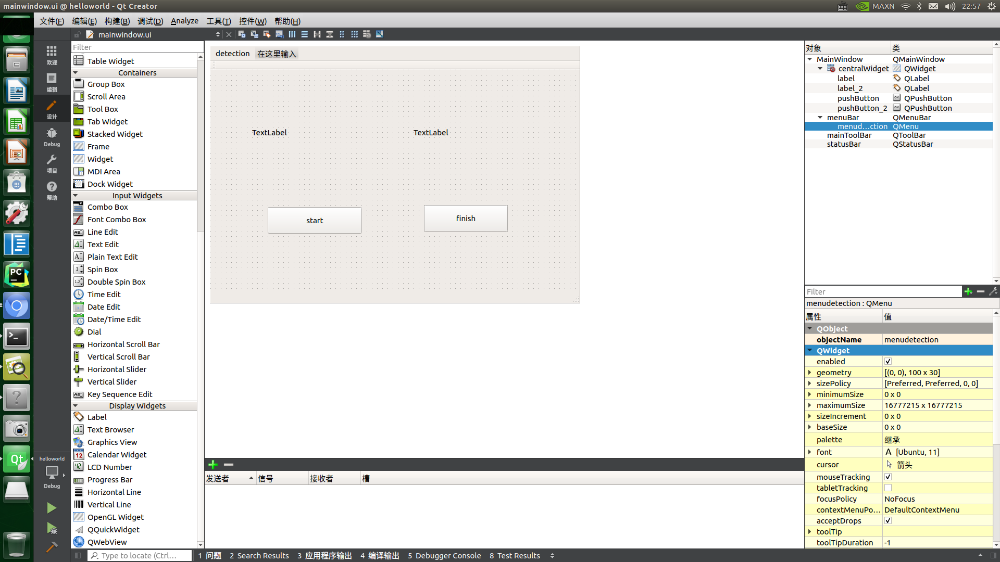 mainwindow.ui @ helloworld - Qt Creator
MAXN
22:57
文件(F) 编辑(E) 构建(B) 调试(D) Analyze 工具(T) 控件(W) 帮助(H)
mainwindow.ui
欢迎
编辑
设计
Debug
项目
帮助
helloworld
Debug
Filter
Table Widget
Containers
Group Box
Scroll Area
Tool Box
Tab Widget
Stacked Widget
Frame
Widget
MDI Area
Dock Widget
Input Widgets
Combo Box
Font Combo Box
Line Edit
Text Edit
Plain Text Edit
Spin Box
Double Spin Box
Time Edit
Date Edit
Date/Time Edit
Dial
Horizontal Scroll Bar
Vertical Scroll Bar
Horizontal Slider
Vertical Slider
Key Sequence Edit
Display Widgets
Label
Text Browser
Graphics View
Calendar Widget
LCD Number
Progress Bar
Horizontal Line
Vertical Line
OpenGL Widget
QQuickWidget
QWebView
detection 在这里输入
TextLabel TextLabel
start finish
发送者 信号 接收者 槽
对象 类
MainWindow QMainWindow
centralWidget QWidget
label QLabel
label_2 QLabel
pushButton QPushButton
pushButton_2 QPushButton
menuBar QMenuBar
menud...ction QMenu
mainToolBar QToolBar
statusBar QStatusBar
Filter
menudetection : QMenu
属性 值
QObject
objectName menudetection
QWidget
enabled
geometry [(0, 0), 100 x 30]
sizePolicy [Preferred, Preferred, 0, 0]
minimumSize 0 x 0
maximumSize 16777215 x 16777215
sizeIncrement 0 x 0
baseSize 0 x 0
palette 继承
font A [Ubuntu, 11]
cursor 箭头
mouseTracking
tabletTracking
focusPolicy NoFocus
contextMenuPo... DefaultContextMenu
acceptDrops
toolTip
toolTipDuration -1
Type to locate (Ctrl...
1 问题 2 Search Results 3 应用程序输出 4 编译输出 5 Debugger Console 8 Test Results
PC
Qt